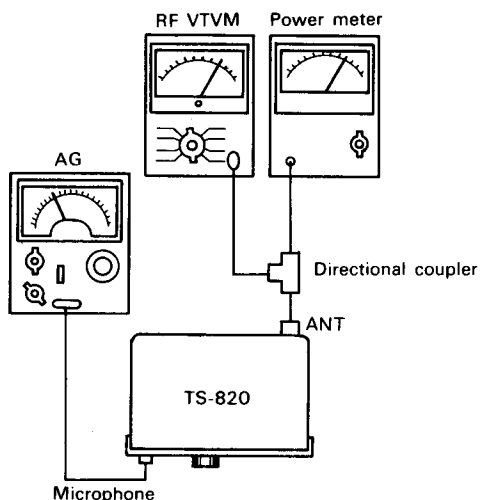 RF VTVM
Power meter
AG
Directional coupler
ANT
TS-820
Microphone